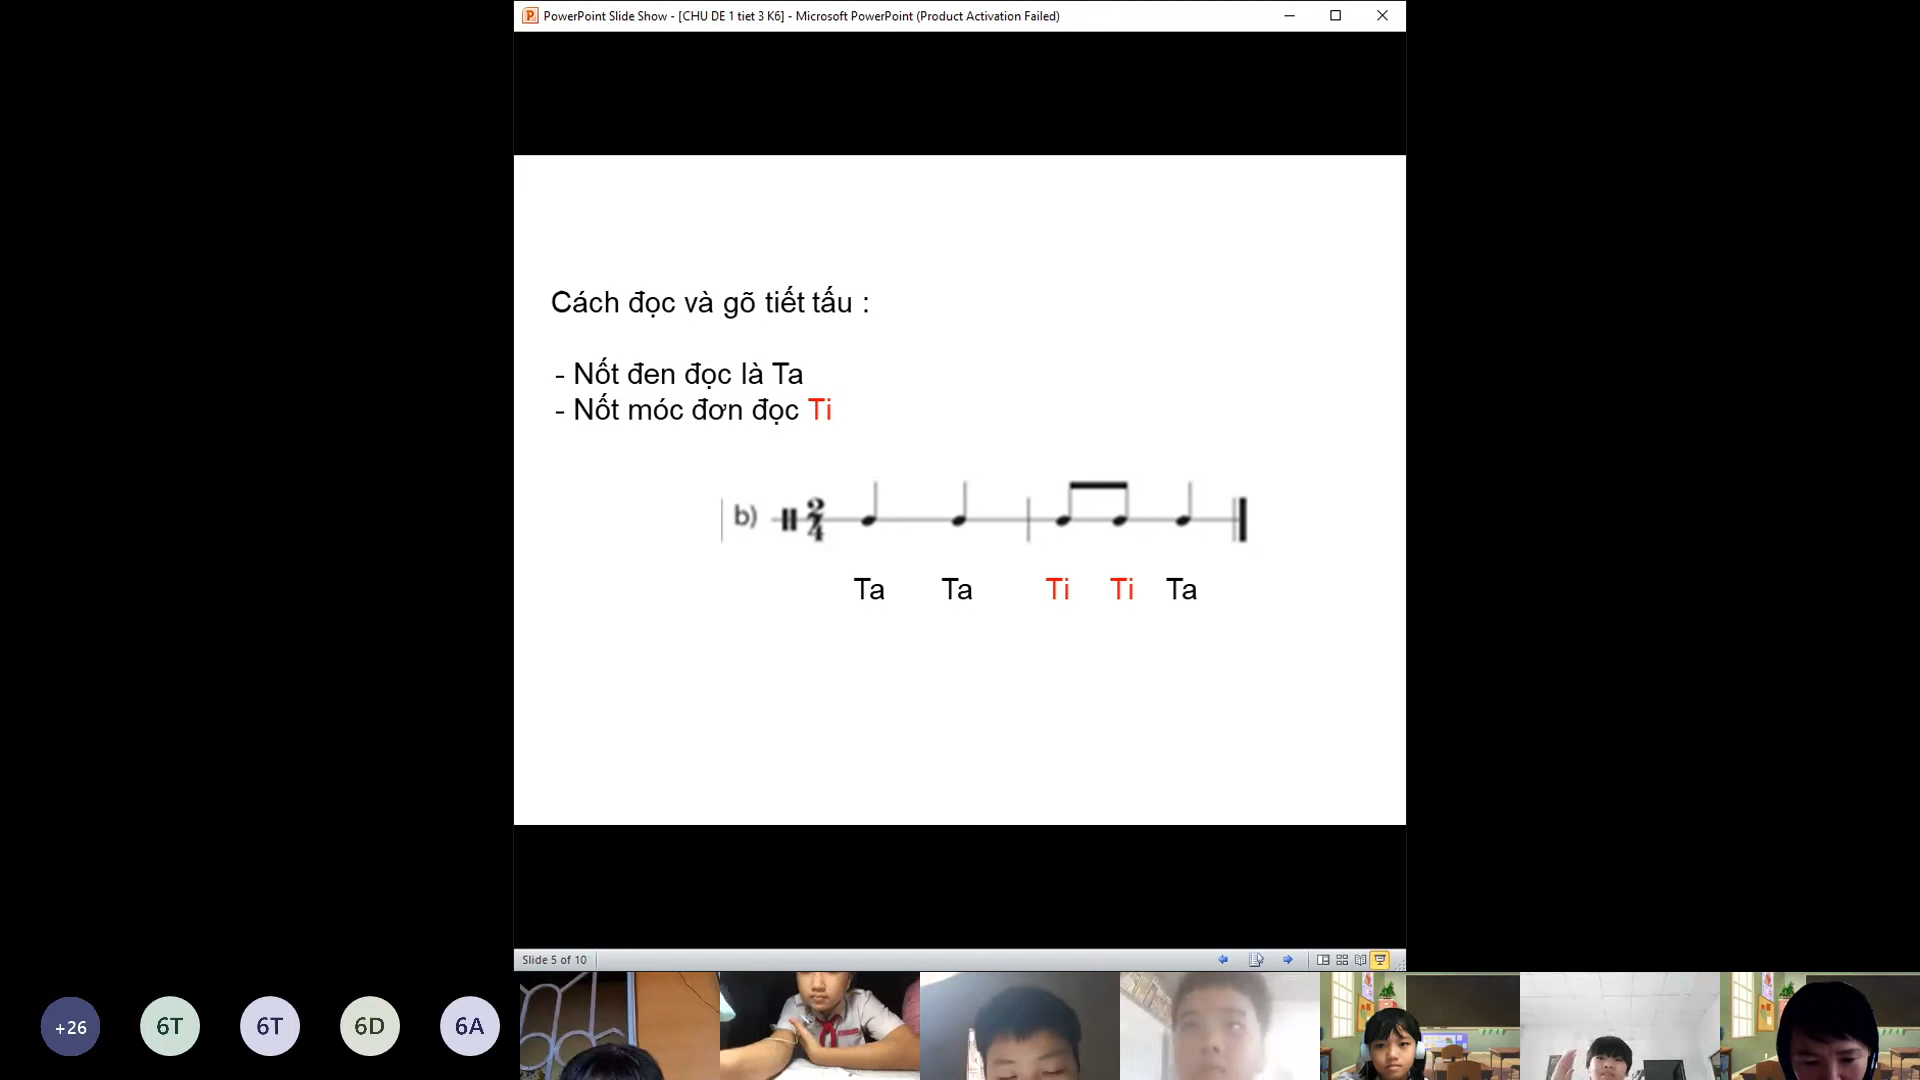 PowerPoint Slide Show - [CHU DE 1 tiet 3 K6] - Microsoft PowerPoint (Product Activation Failed)
Cách đọc và gõ tiết tấu :
- Nốt đen đọc là Ta
- Nốt móc đơn đọc Ti
b) 2/4
Ta Ta Ti Ti Ta
Slide 5 of 10
+26 6T 6T 6D 6A